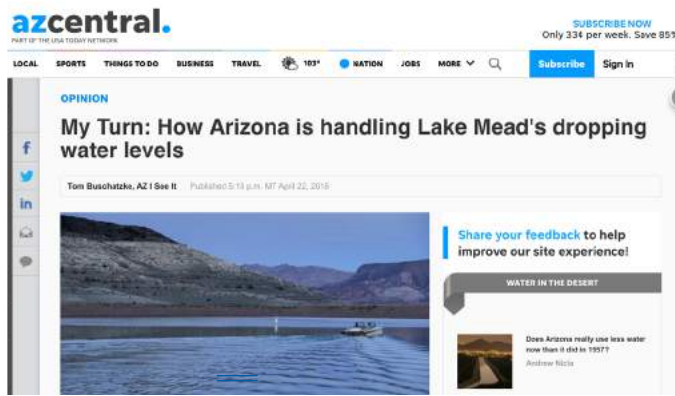 azcentral.
PART OF THE USA TODAY NETWORK
SUBSCRIBE NOW
Only 33¢ per week. Save 85%
LOCAL SPORTS THINGS TO DO BUSINESS TRAVEL 103° NATION JOBS MORE Subscribe Sign in
OPINION
My Turn: How Arizona is handling Lake Mead's dropping
water levels
Tom Buschatzke, AZ I See It Published 5:13 p.m. MT April 22, 2016
Share your feedback to help
improve our site experience!
WATER IN THE DESERT
Does Arizona really use less water
now than it did in 1957?
Andrew Nicla